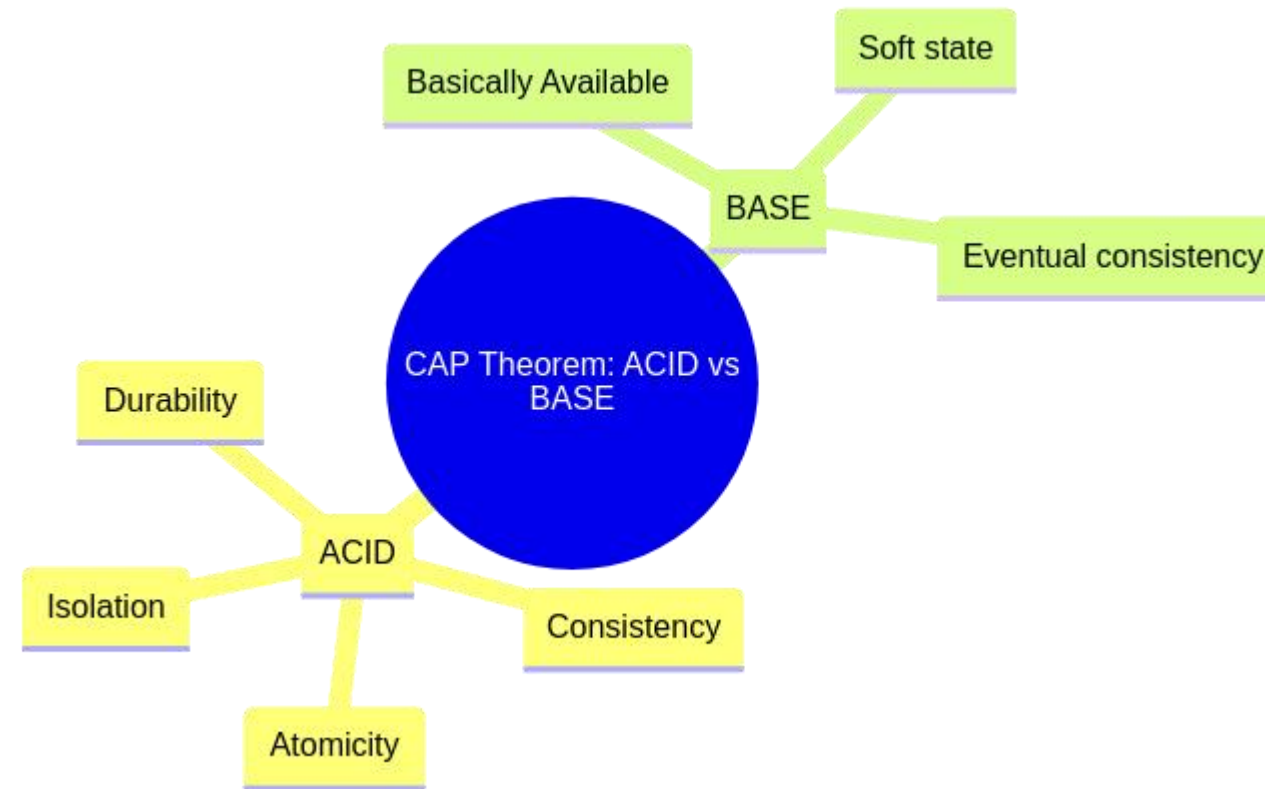 Soft state
Basically Available
BASE
Eventual consistency
CAP Theorem: ACID vs
BASE
Durability
ACID
Isolation
Consistency
Atomicity